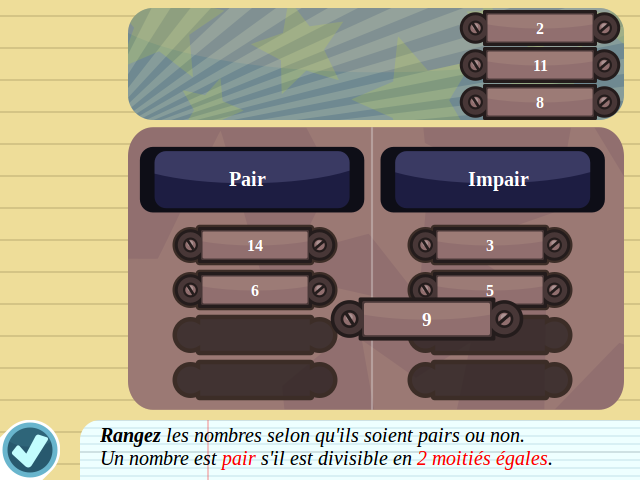 2
11
8
Pair
Impair
14
3
6
5
9
Rangez les nombres selon qu'ils soient pairs ou non.
Un nombre est pair s'il est divisible en 2 moitiés égales.